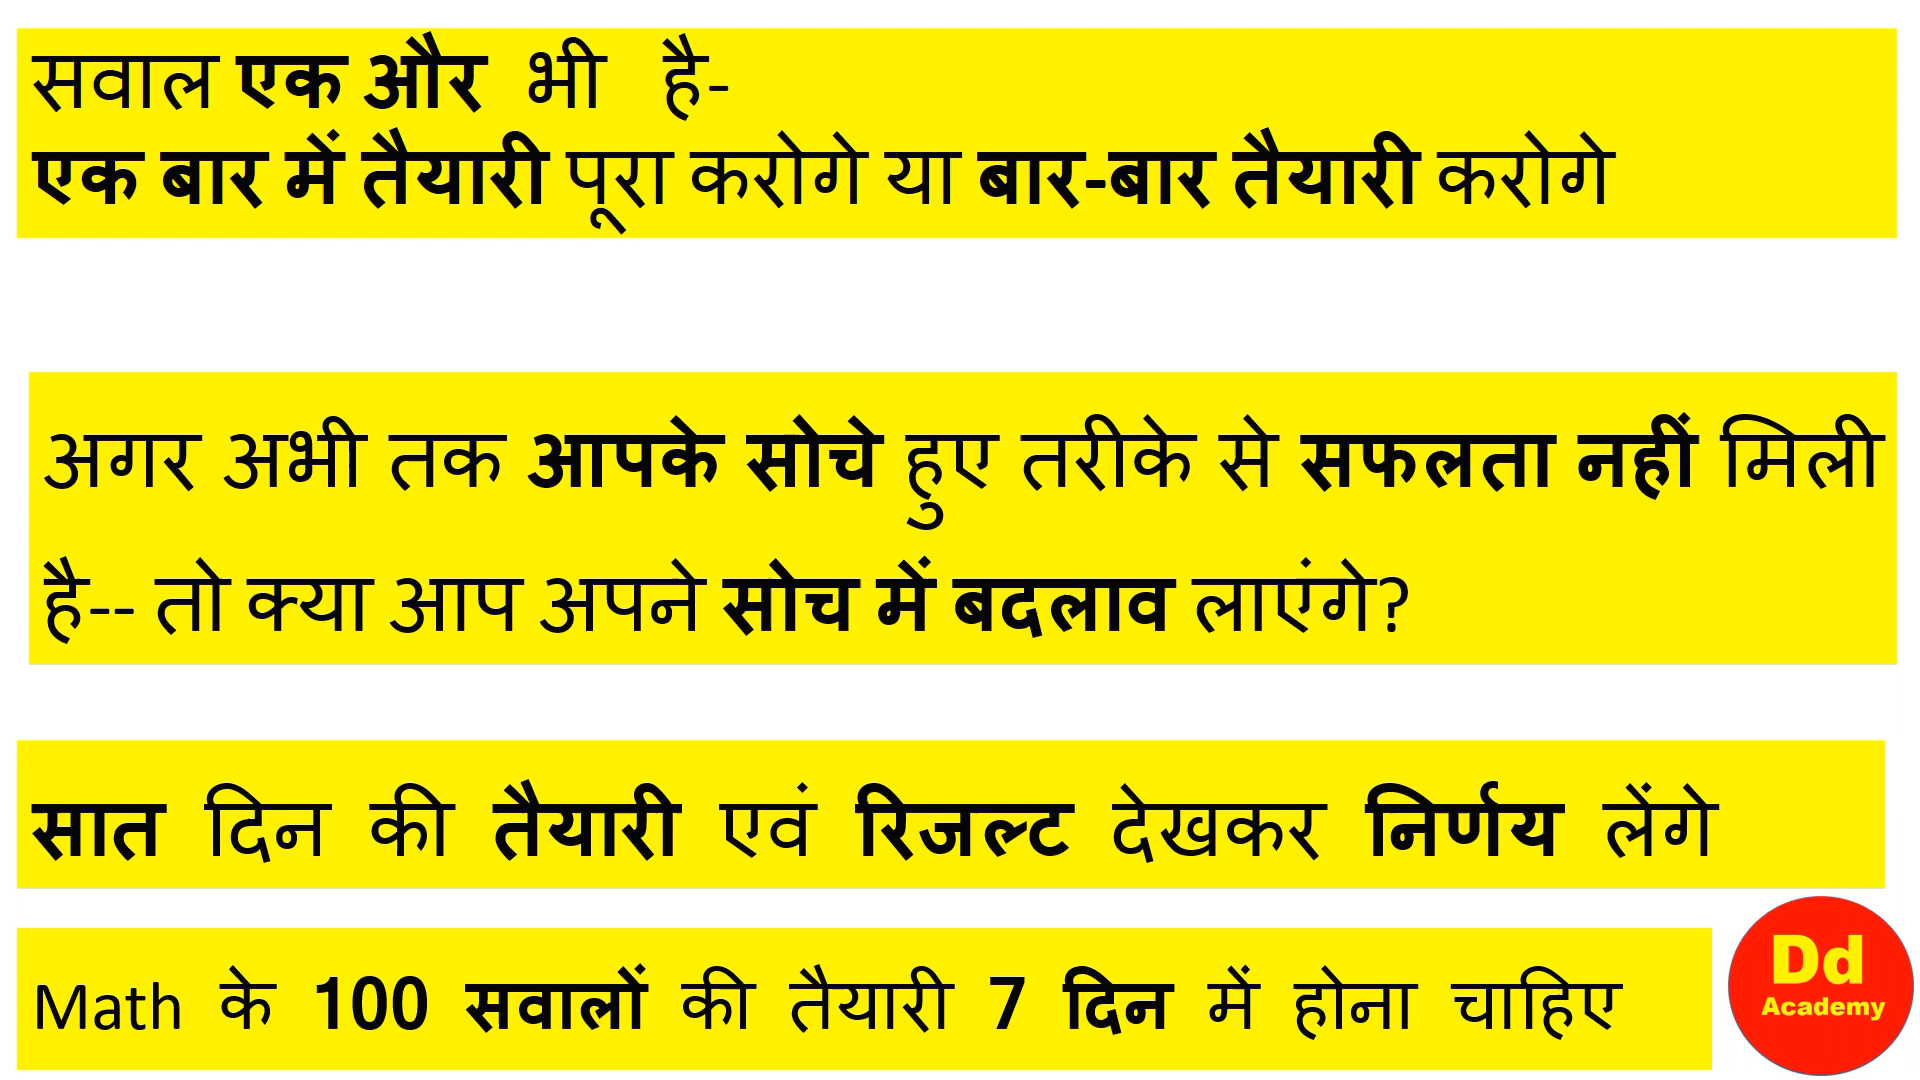 सवाल एक और भी है-
एक बार में तैयारी पूरा करोगे या बार-बार तैयारी करोगे
अगर अभी तक आपके सोचे हुए तरीके से सफलता नहीं मिली
है-- तो क्या आप अपने सोच में बदलाव लाएंगे?
सात दिन की तैयारी एवं रिजल्ट देखकर निर्णय लेंगे
Math के 100 सवालों की तैयारी 7 दिन में होना चाहिए
Dd
Academy